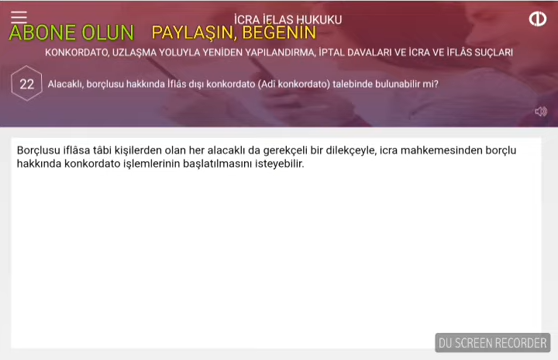 İCRA İFLAS HUKUKU
ABONE OLUN PAYLAŞIN, BEĞENİN
KONKORDATO, UZLAŞMA YOLUYLA YENİDEN YAPILANDIRMA, İPTAL DAVALARI VE İCRA VE İFLÂS SUÇLARI
22 Alacaklı, borçlusu hakkında İflâs dışı konkordato (Adi konkordato) talebinde bulunabilir mi?
Borçlusu iflâsa tâbi kişilerden olan her alacaklı da gerekçeli bir dilekçeyle, icra mahkemesinden borçlu
hakkında konkordato işlemlerinin başlatılmasını isteyebilir.
DU SCREEN RECORDER